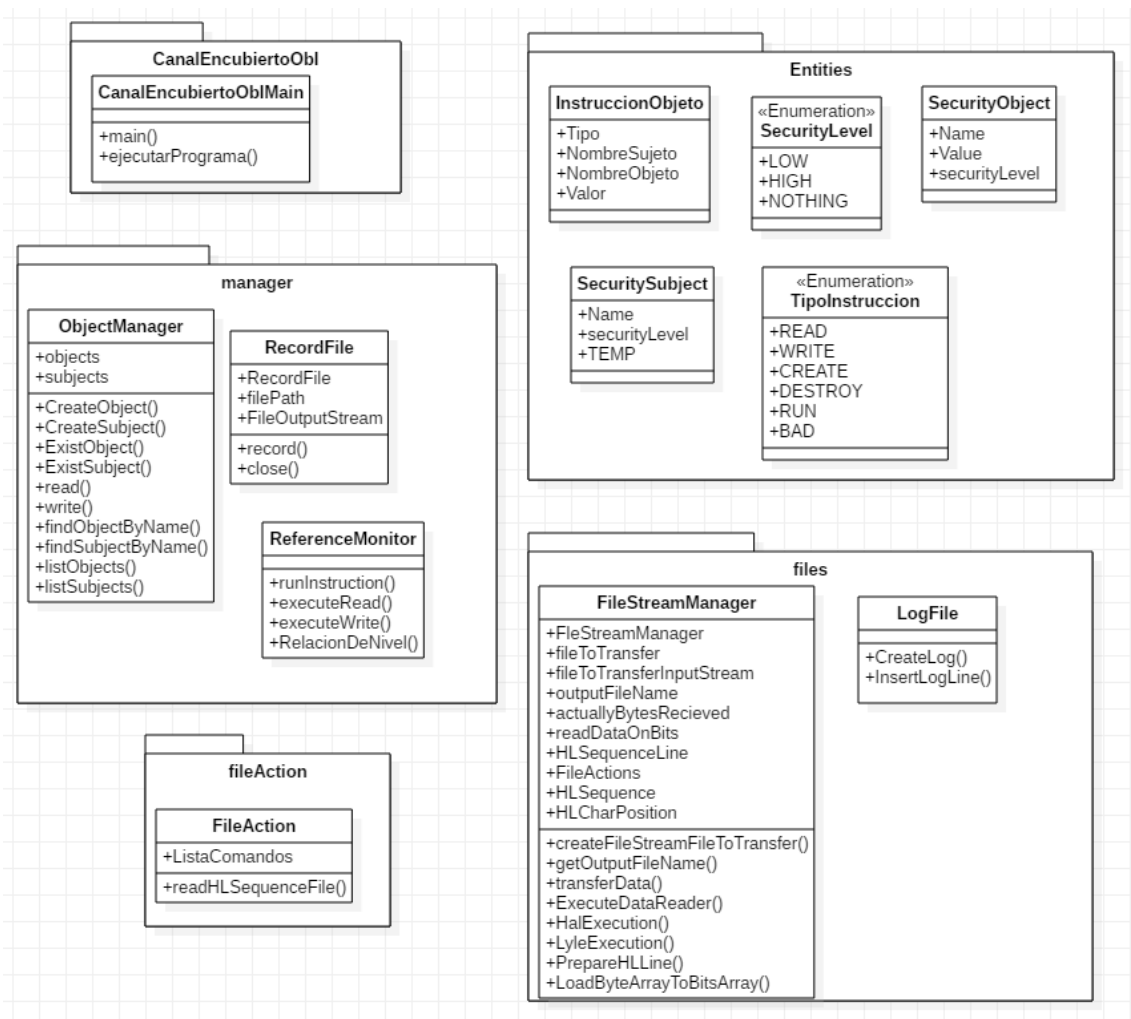 CanalEncubiertoObl
CanalEncubiertoOblMain
+main()
+ejecutarPrograma()
Entities
InstruccionObjeto
+Tipo
+NombreSujeto
+NombreObjeto
+Valor
«Enumeration»
SecurityLevel
+LOW
+HIGH
+NOTHING
SecurityObject
+Name
+Value
+securityLevel
SecuritySubject
+Name
+securityLevel
+TEMP
«Enumeration»
TipoInstruccion
+READ
+WRITE
+CREATE
+DESTROY
+RUN
+BAD
manager
ObjectManager
+objects
+subjects
+CreateObject()
+CreateSubject()
+ExistObject()
+ExistSubject()
+read()
+write()
+findObjectByName()
+findSubjectByName()
+listObjects()
+listSubjects()
RecordFile
+RecordFile
+filePath
+FileOutputStream
+record()
+close()
ReferenceMonitor
+runInstruction()
+executeRead()
+executeWrite()
+RelacionDeNivel()
files
FileStreamManager
+FleStreamManager
+fileToTransfer
+fileToTransferInputStream
+outputFileName
+actuallyBytesRecieved
+readDataOnBits
+HLSequenceLine
+FileActions
+HLSequence
+HLCharPosition
+createFileStreamFileToTransfer()
+getOutputFileName()
+transferData()
+ExecuteDataReader()
+HalExecution()
+LyleExecution()
+PrepareHLLine()
+LoadByteArrayToBitsArray()
LogFile
+CreateLog()
+InsertLogLine()
fileAction
FileAction
+ListaComandos
+readHLSequenceFile()